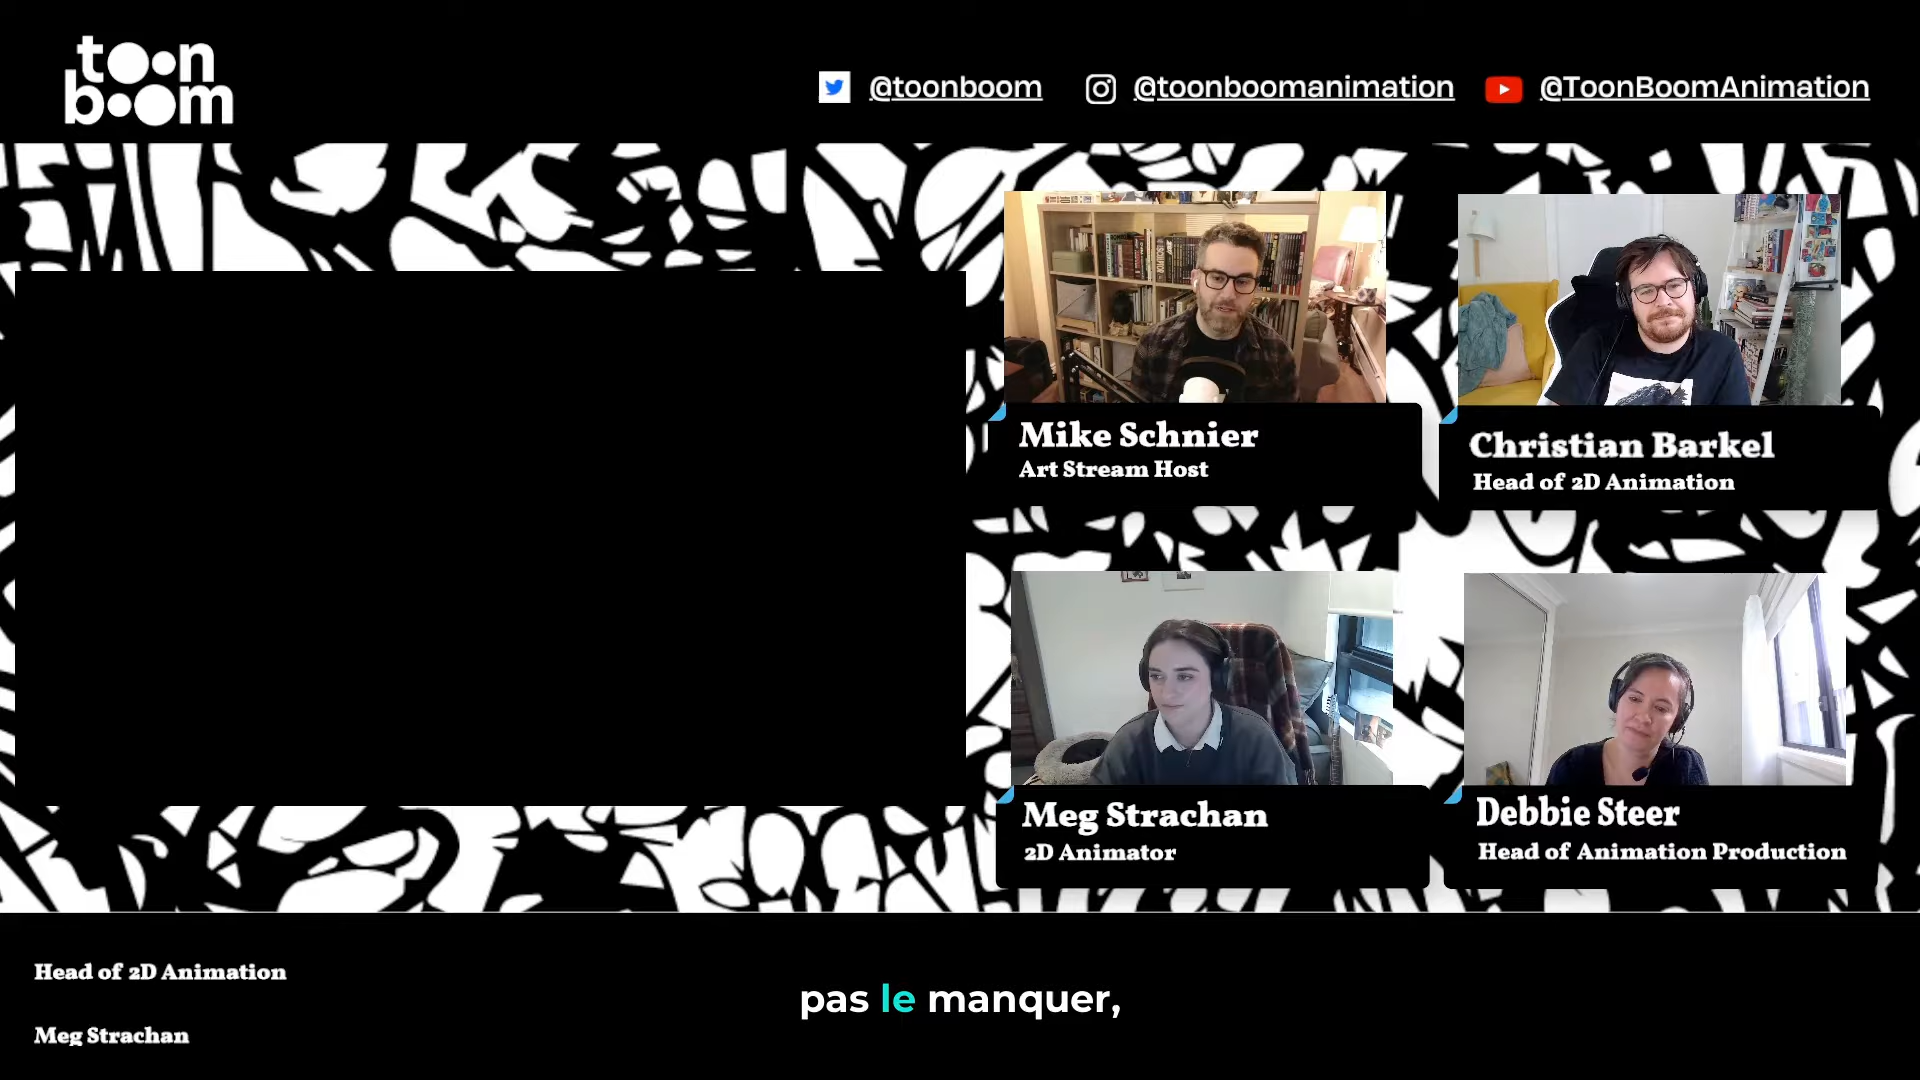 toon
boom
@toonboom
@toonboomanimation
@ToonBoomAnimation
Mike Schnier
Art Stream Host
Christian Barkel
Head of 2D Animation
Meg Strachan
2D Animator
Debbie Steer
Head of Animation Production
Head of 2D Animation
Meg Strachan
pas le manquer,